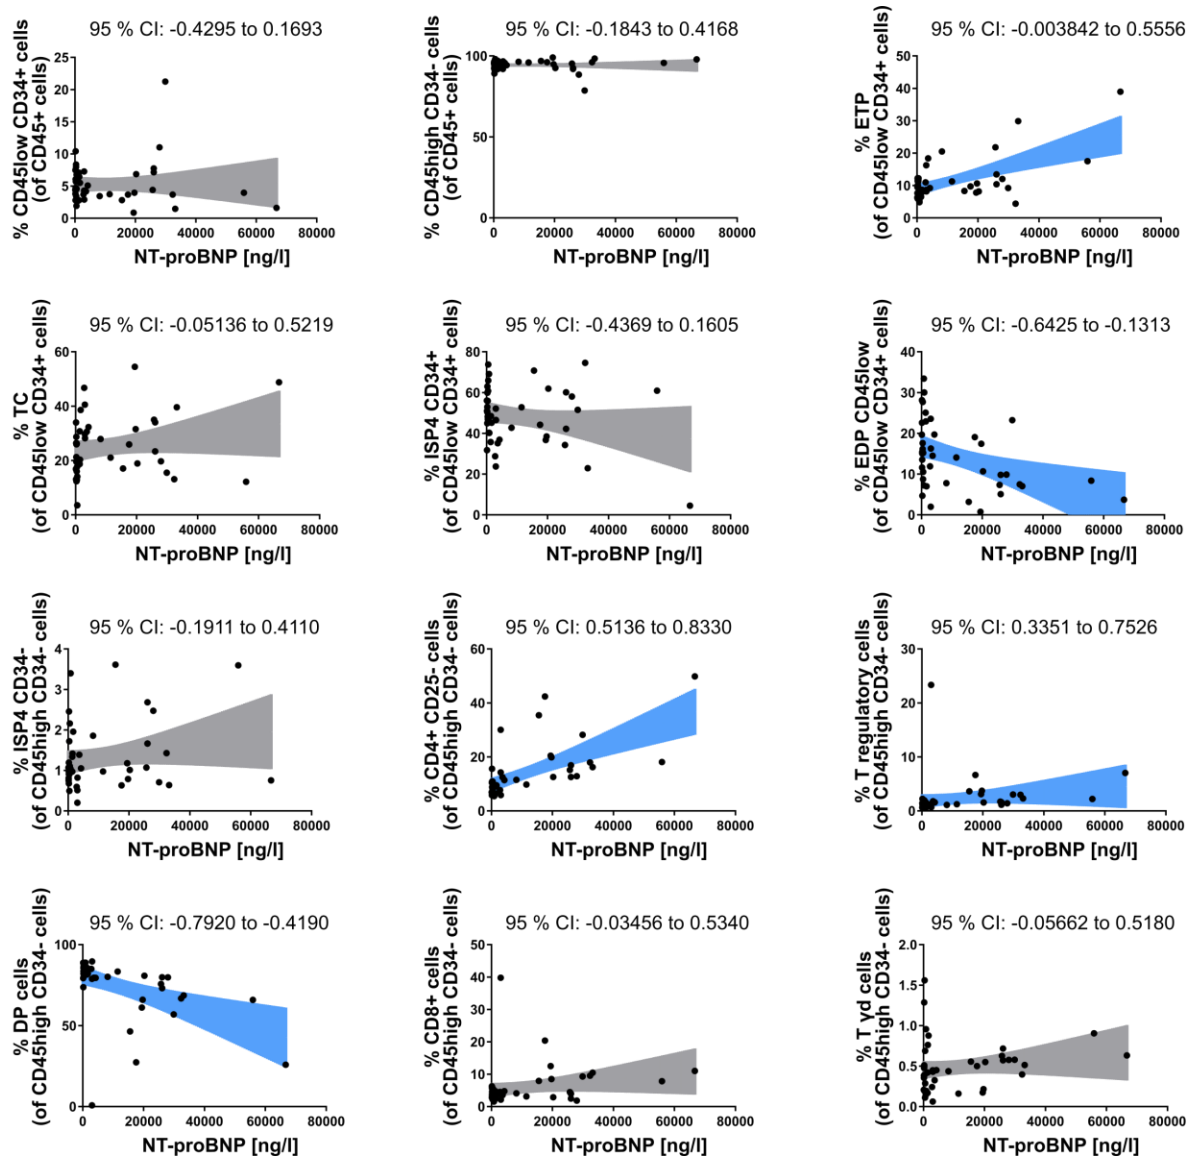 95 % CI: -0.4295 to 0.1693
% CD45low CD34+ cells
(of CD45+ cells)
25
20
15
10
5
0
0 20000 40000 60000 80000
NT-proBNP [ng/l]
95 % CI: -0.1843 to 0.4168
% CD45high CD34- cells
(of CD45+ cells)
100
50
0
0 20000 40000 60000 80000
NT-proBNP [ng/l]
95 % CI: -0.003842 to 0.5556
% ETP
(of CD45low CD34+ cells)
50
40
30
20
10
0
0 20000 40000 60000 80000
NT-proBNP [ng/l]
95 % CI: -0.05136 to 0.5219
% TC
(of CD45low CD34+ cells)
60
40
20
0
0 20000 40000 60000 80000
NT-proBNP [ng/l]
95 % CI: -0.4369 to 0.1605
% ISP4 CD34+
(of CD45low CD34+ cells)
80
60
40
20
0
0 20000 40000 60000 80000
NT-proBNP [ng/l]
95 % CI: -0.6425 to -0.1313
% EDP CD45low
(of CD45low CD34+ cells)
40
30
20
10
0
0 20000 40000 60000 80000
NT-proBNP [ng/l]
95 % CI: -0.1911 to 0.4110
% ISP4 CD34-
(of CD45high CD34- cells)
4
3
2
1
0
0 20000 40000 60000 80000
NT-proBNP [ng/l]
95 % CI: 0.5136 to 0.8330
% CD4+ CD25- cells
(of CD45high CD34- cells)
60
40
20
0
0 20000 40000 60000 80000
NT-proBNP [ng/l]
95 % CI: 0.3351 to 0.7526
% T regulatory cells
(of CD45high CD34- cells)
30
20
10
0
0 20000 40000 60000 80000
NT-proBNP [ng/l]
95 % CI: -0.7920 to -0.4190
% DP cells
(of CD45high CD34- cells)
100
50
0
0 20000 40000 60000 80000
NT-proBNP [ng/l]
95 % CI: -0.03456 to 0.5340
% CD8+ cells
(of CD45high CD34- cells)
50
40
30
20
10
0
0 20000 40000 60000 80000
NT-proBNP [ng/l]
95 % CI: -0.05662 to 0.5180
% T γd cells
(of CD45high CD34- cells)
2.0
1.5
1.0
0.5
0.0
0 20000 40000 60000 80000
NT-proBNP [ng/l]